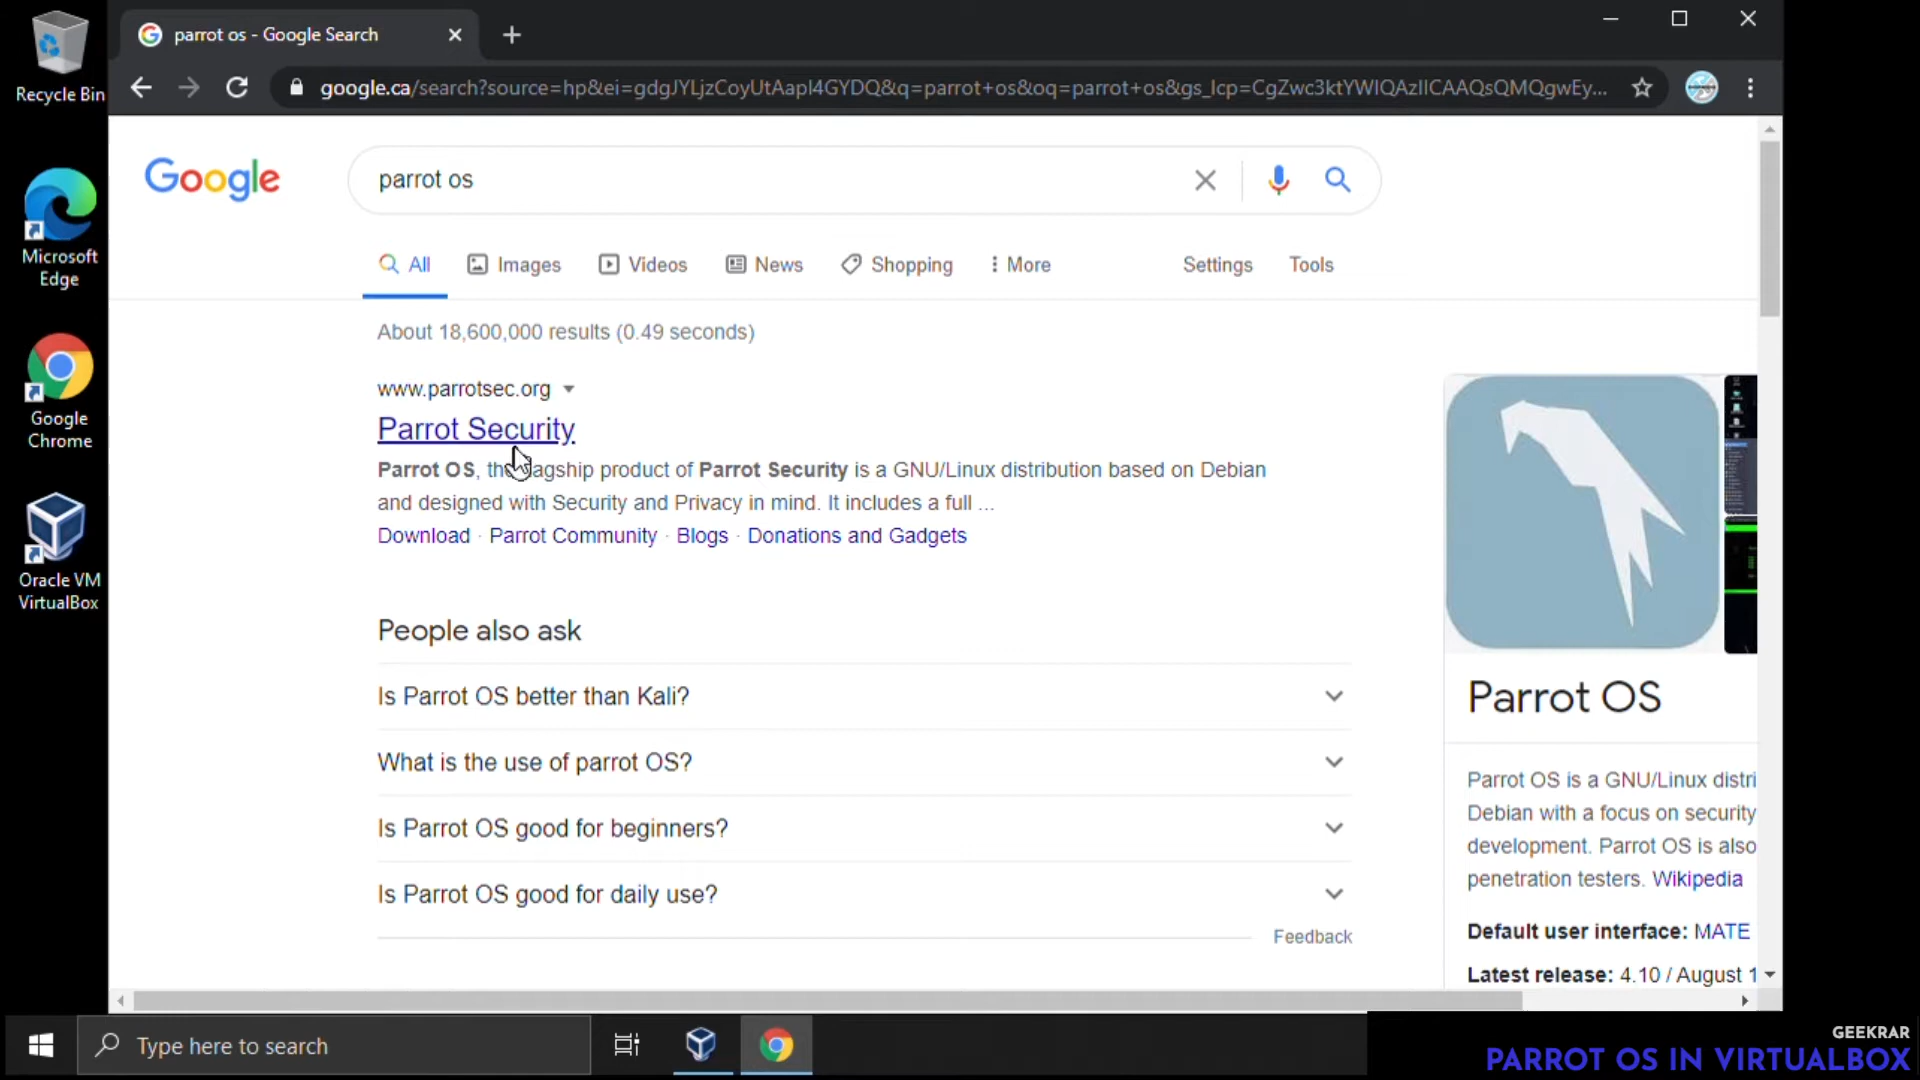 Recycle Bin
Microsoft
Edge
Google
Chrome
Oracle VM
VirtualBox
parrot os - Google Search
google.ca/search?source=hp&ei=gdgJYLjzCoyUtAapl4GYDQ&q=parrot+os&oq=parrot+os&gs_lcp=CgZwc3ktYWIQAzIICAAQsQMQgwEy...
Google
parrot os
All
Images
Videos
News
Shopping
More
Settings
Tools
About 18,600,000 results (0.49 seconds)
www.parrotsec.org
Parrot Security
Parrot OS, the flagship product of Parrot Security is a GNU/Linux distribution based on Debian
and designed with Security and Privacy in mind. It includes a full ...
Download · Parrot Community · Blogs · Donations and Gadgets
People also ask
Is Parrot OS better than Kali?
What is the use of parrot OS?
Is Parrot OS good for beginners?
Is Parrot OS good for daily use?
Feedback
Parrot OS
Parrot OS is a GNU/Linux distri
Debian with a focus on security
development. Parrot OS is also
penetration testers. Wikipedia
Default user interface: MATE
Latest release: 4.10 / August 1
Type here to search
GEEKRAR
PARROT OS IN VIRTUALBOX